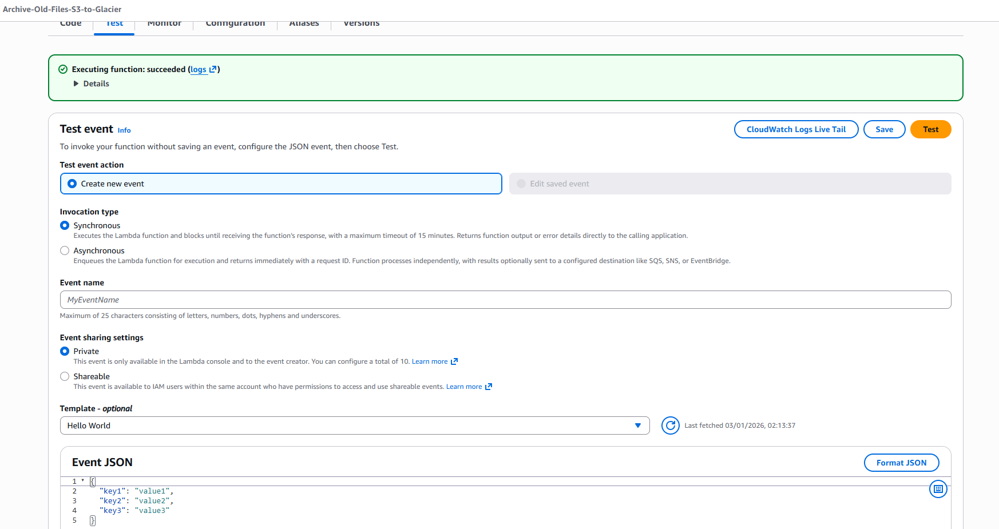 Archive-Old-Files-S3-to-Glacier
Code Test Monitor Configuration Aliases Versions
Executing function: succeeded (logs)
Details
Test event Info
CloudWatch Logs Live Tail Save Test
To invoke your function without saving an event, configure the JSON event, then choose Test.
Test event action
Create new event Edit saved event
Invocation type
Synchronous
Executes the Lambda function and blocks until receiving the function's response, with a maximum timeout of 15 minutes. Returns function output or error details directly to the calling application.
Asynchronous
Enqueues the Lambda function for execution and returns immediately with a request ID. Function processes independently, with results optionally sent to a configured destination like SQS, SNS, or EventBridge.
Event name
MyEventName
Maximum of 25 characters consisting of letters, numbers, dots, hyphens and underscores.
Event sharing settings
Private
This event is only available in the Lambda console and to the event creator. You can configure a total of 10. Learn more
Shareable
This event is available to IAM users within the same account who have permissions to access and use shareable events. Learn more
Template - optional
Hello World Last fetched 03/01/2026, 02:13:37
Event JSON Format JSON
1 {
2 "key1": "value1",
3 "key2": "value2",
4 "key3": "value3"
5 }